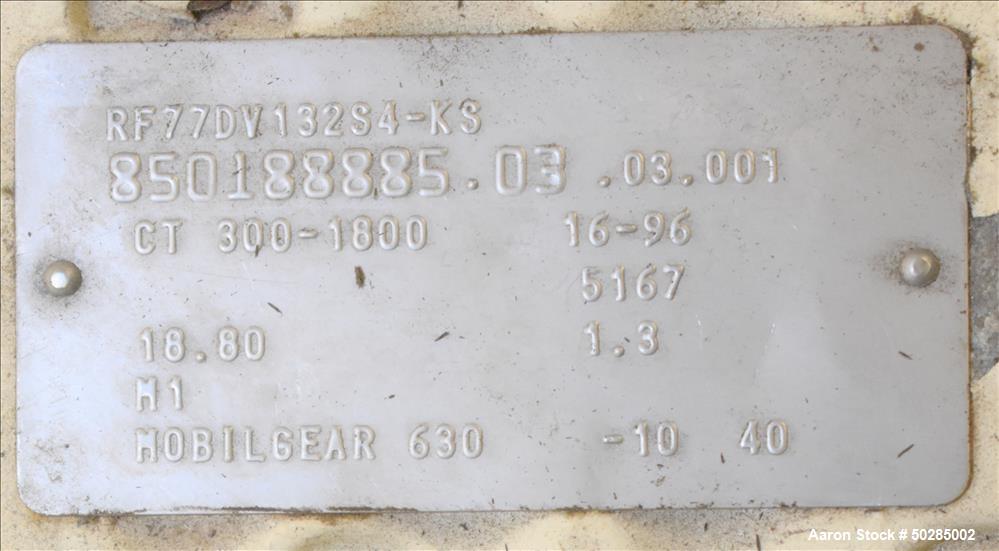 RF77DV132S4-KS
850188885.03 .03.001
CT 300-1800 16-96
5167
18.80 1.3
M1
MOBILGEAR 630 -10 40
Aaron Stock # 50285002